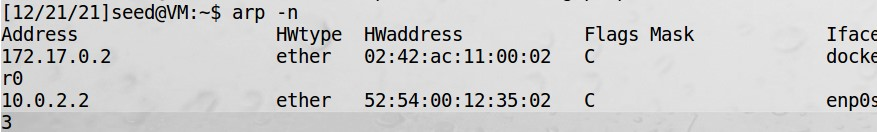 [12/21/21]seed@VM:~$ arp -n
Address                  HWtype  HWaddress           Flags Mask            Iface
172.17.0.2               ether   02:42:ac:11:00:02   C                     docke
r0
10.0.2.2                 ether   52:54:00:12:35:02   C                     enp0s
3